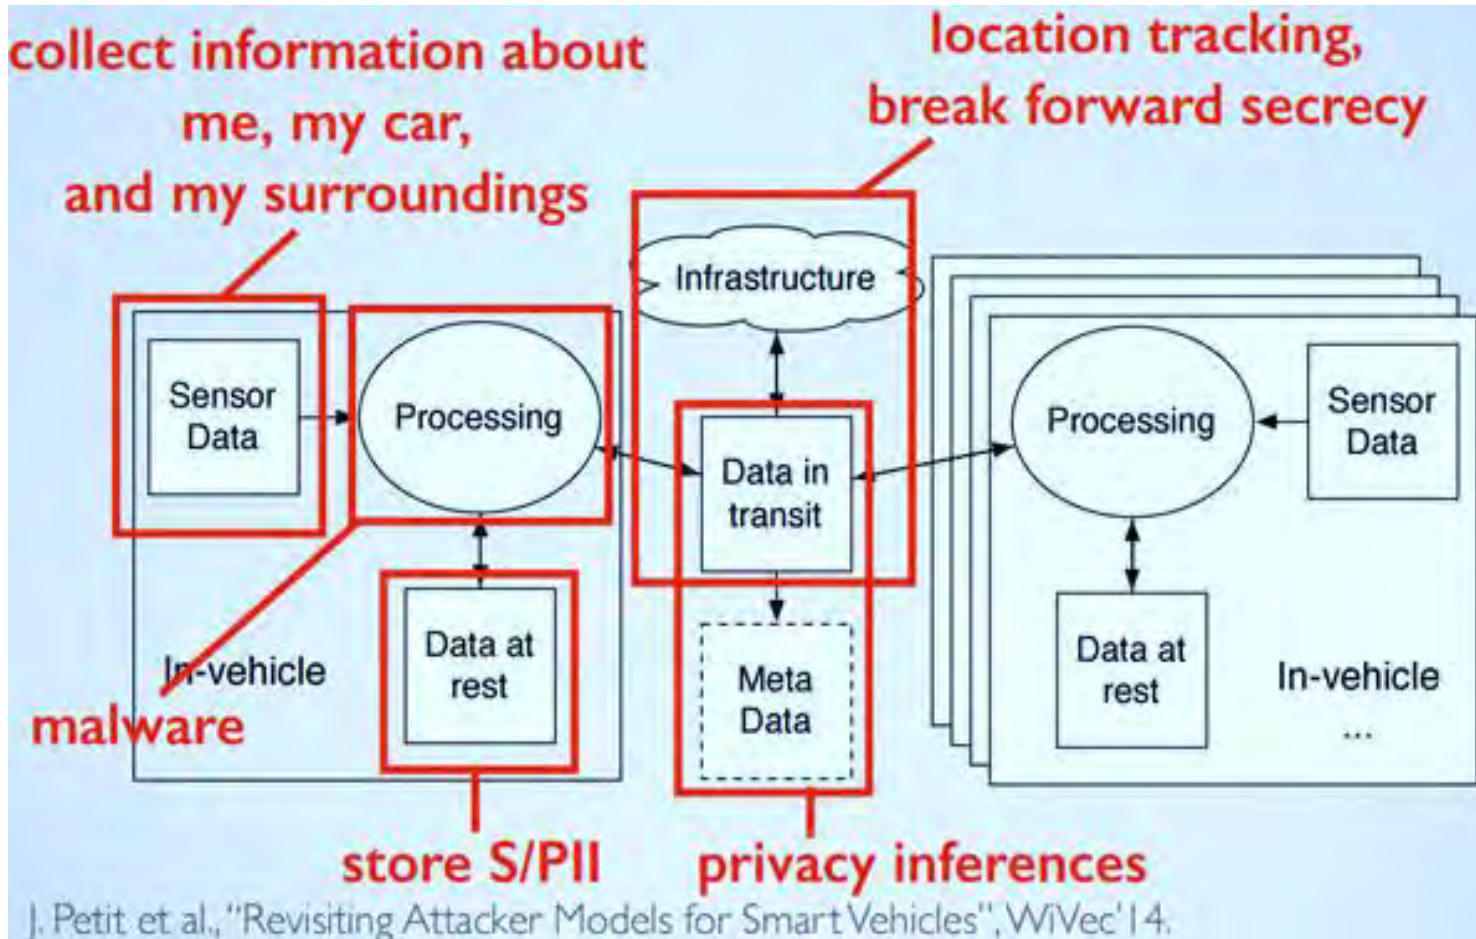 collect information about
me, my car,
and my surroundings
location tracking,
break forward secrecy
Infrastructure
Sensor
Data
Processing
Data in
transit
Processing
Sensor
Data
Data at
rest
In-vehicle
Meta
Data
Data at
rest
In-vehicle
...
malware
store S/PII
privacy inferences
J. Petit et al., "Revisiting Attacker Models for Smart Vehicles", WiVec'14.